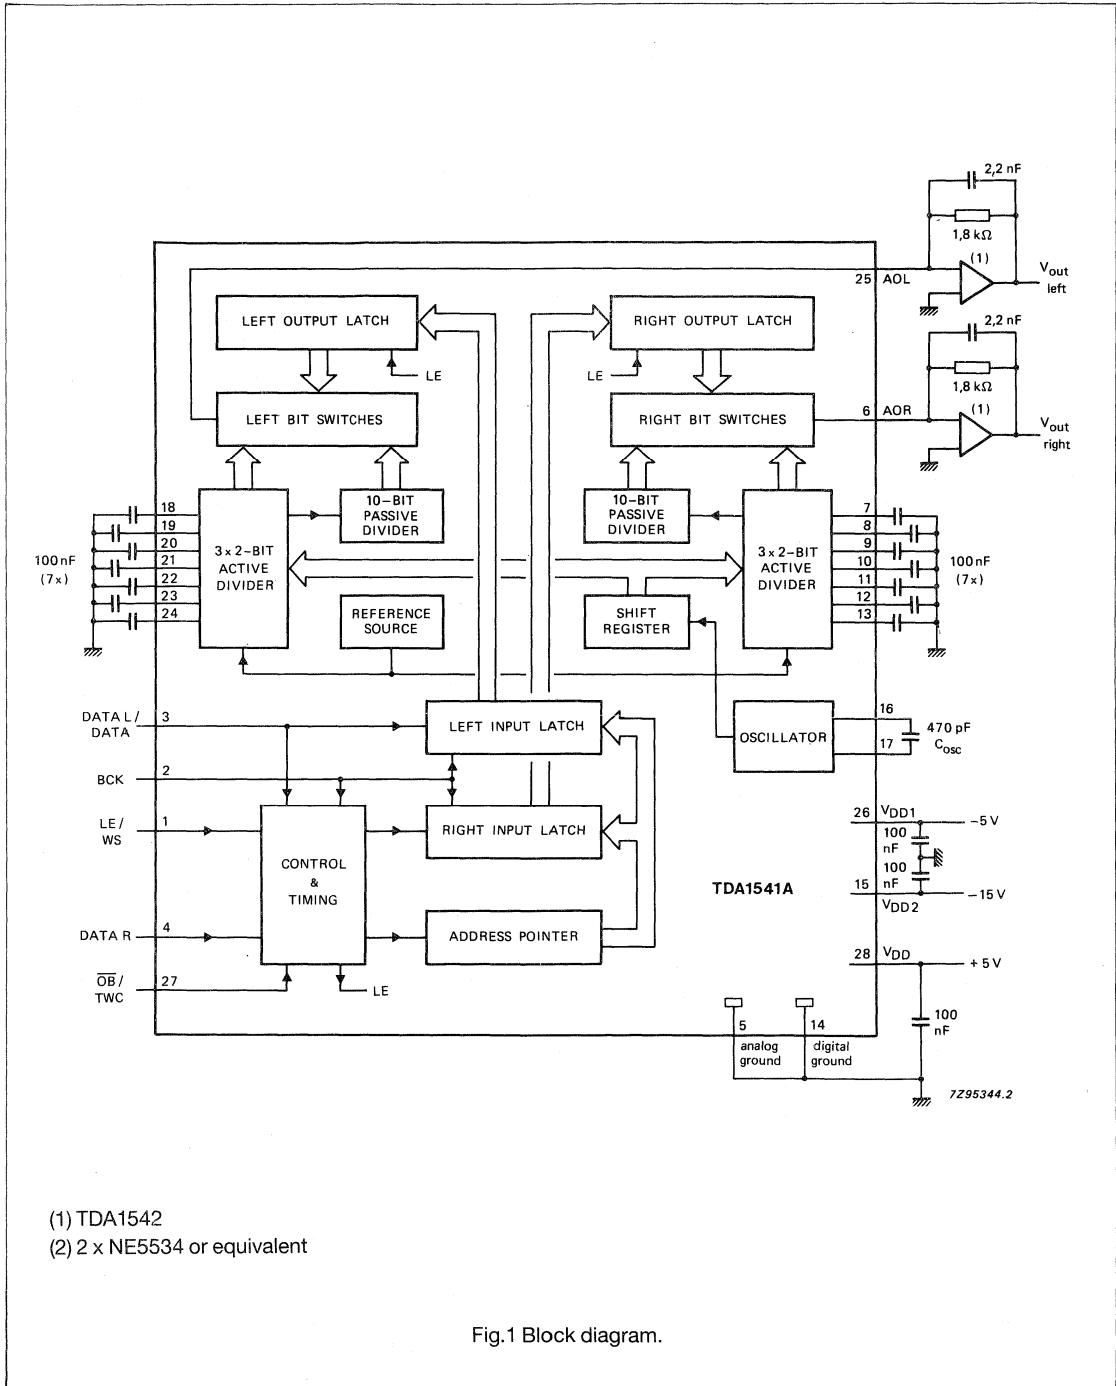 2,2 nF
1,8 kΩ
(1)
25 AOL
Vout
left
LEFT OUTPUT LATCH
RIGHT OUTPUT LATCH
2,2 nF
LE
LE
1,8 kΩ
LEFT BIT SWITCHES
RIGHT BIT SWITCHES
6 AOR
(1)
Vout
right
100 nF
(7x)
18
19
20
21
22
23
24
3 x 2-BIT
ACTIVE
DIVIDER
10-BIT
PASSIVE
DIVIDER
10-BIT
PASSIVE
DIVIDER
3 x 2-BIT
ACTIVE
DIVIDER
7
8
9
10
11
12
13
100 nF
(7x)
REFERENCE
SOURCE
SHIFT
REGISTER
DATA L/
DATA
3
LEFT INPUT LATCH
OSCILLATOR
16
17
470 pF
Cosc
BCK
2
LE/
WS
1
RIGHT INPUT LATCH
CONTROL
&
TIMING
26 VDD1
-5 V
100
nF
100
nF
TDA1541A
15
-15 V
VDD2
DATA R
4
ADDRESS POINTER
28 VDD
+ 5 V
OB/
TWC
27
LE
100
nF
5
analog
ground
14
digital
ground
7Z95344.2
(1) TDA1542
(2) 2 x NE5534 or equivalent
Fig.1 Block diagram.